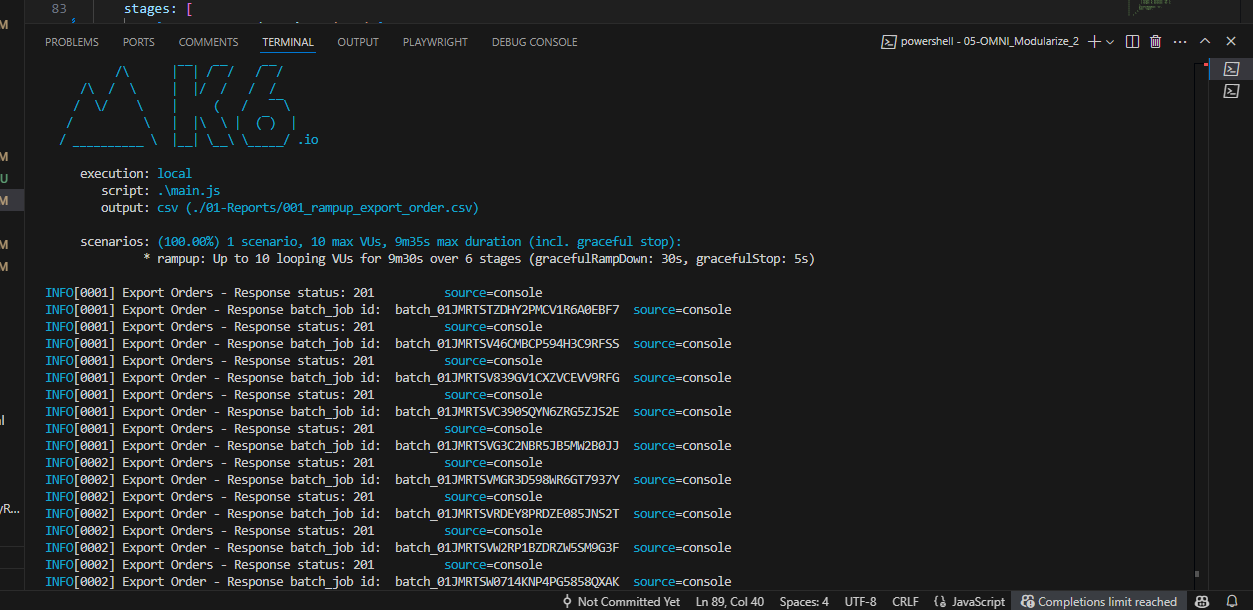 83 stages: [
PROBLEMS PORTS COMMENTS TERMINAL OUTPUT PLAYWRIGHT DEBUG CONSOLE powershell - 05-OMNI_Modularize_2
.io
execution: local
script: .\main.js
output: csv (./01-Reports/001_rampup_export_order.csv)
scenarios: (100.00%) 1 scenario, 10 max VUs, 9m35s max duration (incl. graceful stop):
* rampup: Up to 10 looping VUs for 9m30s over 6 stages (gracefulRampDown: 30s, gracefulStop: 5s)
INFO[0001] Export Orders - Response status: 201 source=console
INFO[0001] Export Order - Response batch_job id: batch_01JMRTSTZDHY2PMCV1R6A0EBF7 source=console
INFO[0001] Export Orders - Response status: 201 source=console
INFO[0001] Export Order - Response batch_job id: batch_01JMRTSV46CMBCP594H3C9RFSS source=console
INFO[0001] Export Orders - Response status: 201 source=console
INFO[0001] Export Order - Response batch_job id: batch_01JMRTSV839GV1CXZVCEVV9RFG source=console
INFO[0001] Export Orders - Response status: 201 source=console
INFO[0001] Export Order - Response batch_job id: batch_01JMRTSVC390SQYN6ZRG5ZJS2E source=console
INFO[0001] Export Orders - Response status: 201 source=console
INFO[0001] Export Order - Response batch_job id: batch_01JMRTSVG3C2NBR5JB5MW2B0JJ source=console
INFO[0002] Export Orders - Response status: 201 source=console
INFO[0002] Export Order - Response batch_job id: batch_01JMRTSVMGR3D598WR6GT7937Y source=console
INFO[0002] Export Orders - Response status: 201 source=console
INFO[0002] Export Order - Response batch_job id: batch_01JMRTSVRDEY8PRDZE085JNS2T source=console
INFO[0002] Export Orders - Response status: 201 source=console
INFO[0002] Export Order - Response batch_job id: batch_01JMRTSVW2RP1BZDRZW5SM9G3F source=console
INFO[0002] Export Orders - Response status: 201 source=console
INFO[0002] Export Order - Response batch_job id: batch_01JMRTSW0714KNP4PG5858QXAK source=console
Not Committed Yet Ln 89, Col 40 Spaces: 4 UTF-8 CRLF JavaScript Completions limit reached